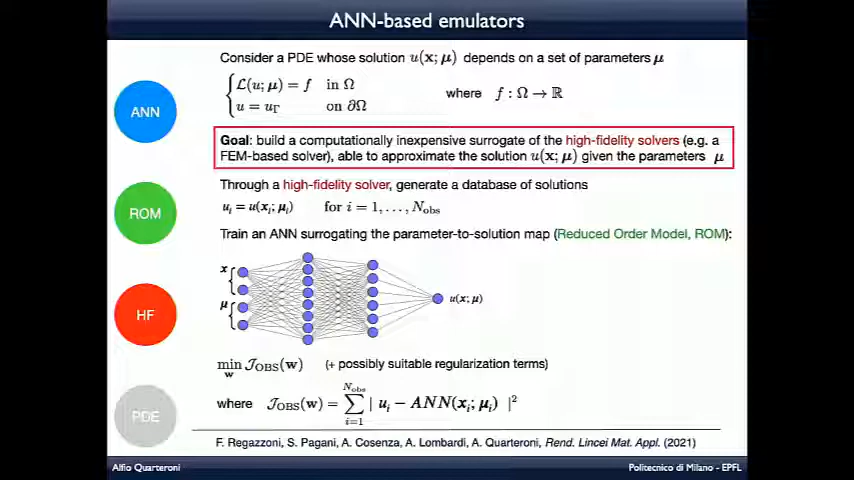 ANN-based emulators
Consider a PDE whose solution u(x; μ) depends on a set of parameters μ
L(u; μ) = f in Ω
u = u_Γ on ∂Ω
where f : Ω → ℝ
ANN
Goal: build a computationally inexpensive surrogate of the high-fidelity solvers (e.g. a
FEM-based solver), able to approximate the solution u(x; μ) given the parameters μ
Through a high-fidelity solver, generate a database of solutions
u_i = u(x_i; μ_i) for i = 1, . . . , N_obs
ROM
Train an ANN surrogating the parameter-to-solution map (Reduced Order Model, ROM):
x
μ
u(x; μ)
HF
min_w J_OBS(w) (+ possibly suitable regularization terms)
where J_OBS(w) = ∑_{i=1}^{N_obs} | u_i − ANN(x_i; μ_i) |²
PDE
F. Regazzoni, S. Pagani, A. Cosenza, A. Lombardi, A. Quarteroni, Rend. Lincei Mat. Appl. (2021)
Alfio Quarteroni
Politecnico di Milano - EPFL